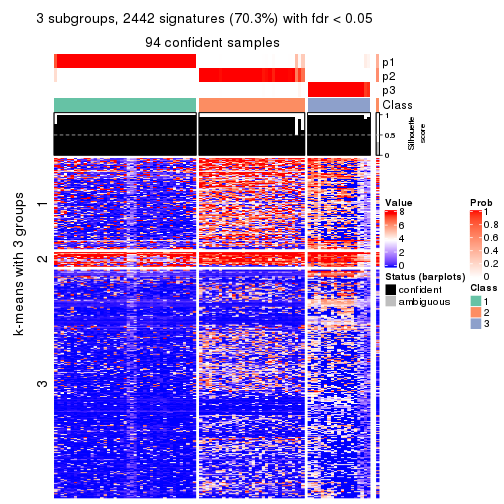 3 subgroups, 2442 signatures (70.3%) with fdr < 0.05
94 confident samples
p1
p2
p3
Class
1
0.5
0
Silhouette
score
k-means with 3 groups
1
2
3
Value
8
6
4
2
0
Status (barplots)
confident
ambiguous
Prob
1
0.8
0.6
0.4
0.2
0
Class
1
2
3